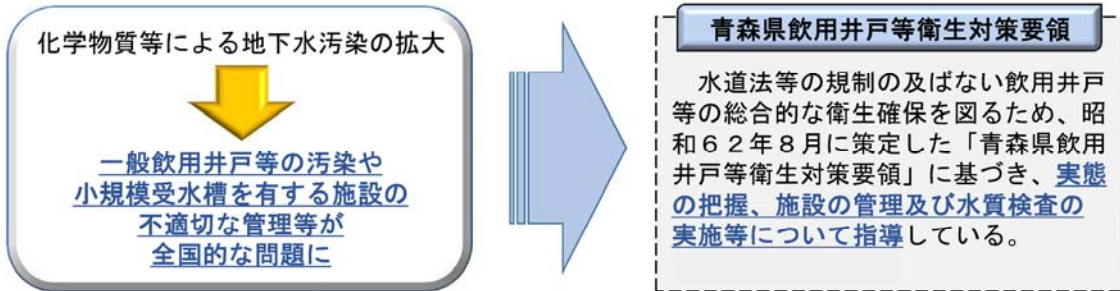 化学物質等による地下水汚染の拡大
一般飲用井戸等の汚染や
小規模受水槽を有する施設の
不適切な管理等が
全国的な問題に
青森県飲用井戸等衛生対策要領
水道法等の規制の及ばない飲用井戸
等の総合的な衛生確保を図るため、昭
和６２年８月に策定した「青森県飲用
井戸等衛生対策要領」に基づき、実態
の把握、施設の管理及び水質検査の
実施等について指導している。